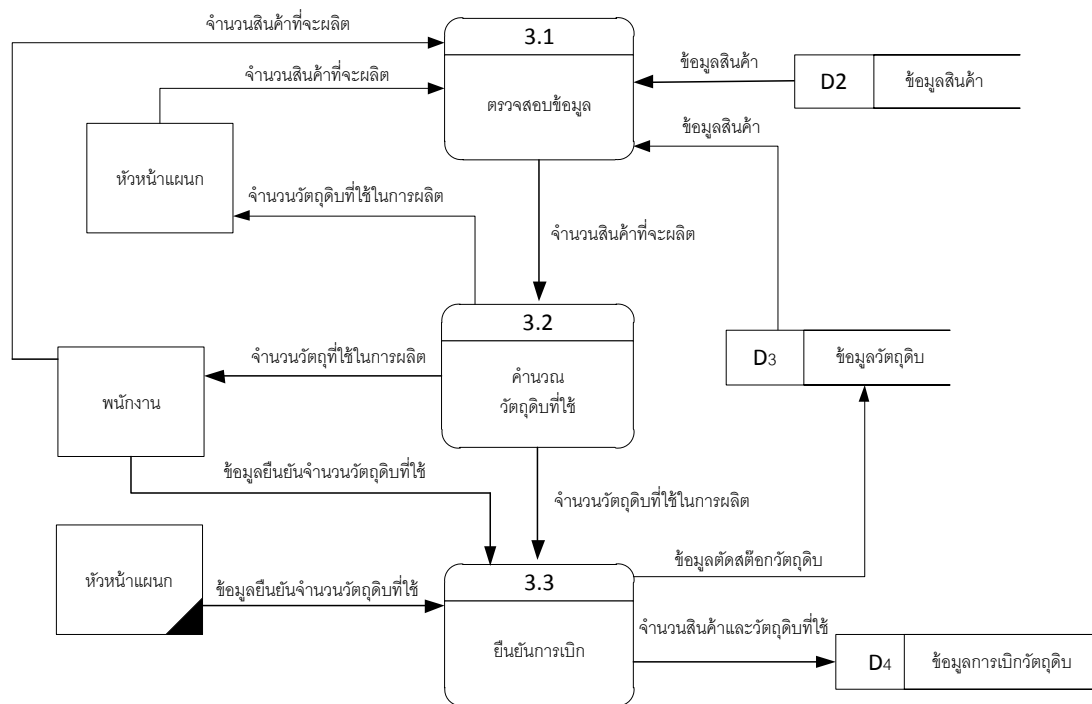 จำนวนสินค้าที่จะผลิต
3.1
ข้อมูลสินค้า
D2
ข้อมูลสินค้า
จำนวนสินค้าที่จะผลิต
ตรวจสอบข้อมูล
ข้อมูลสินค้า
หัวหน้าแผนก
จำนวนวัตถุดิบที่ใช้ในการผลิต
จำนวนสินค้าที่จะผลิต
3.2
D3
ข้อมูลวัตถุดิบ
จำนวนวัตถุที่ใช้ในการผลิต
คำนวณ
วัตถุดิบที่ใช้
พนักงาน
ข้อมูลยืนยันจำนวนวัตถุดิบที่ใช้
จำนวนวัตถุดิบที่ใช้ในการผลิต
ข้อมูลตัดสต๊อกวัตถุดิบ
หัวหน้าแผนก
3.3
ข้อมูลยืนยันจำนวนวัตถุดิบที่ใช้
จำนวนสินค้าและวัตถุดิบที่ใช้
ยืนยันการเบิก
D4
ข้อมูลการเบิกวัตถุดิบ